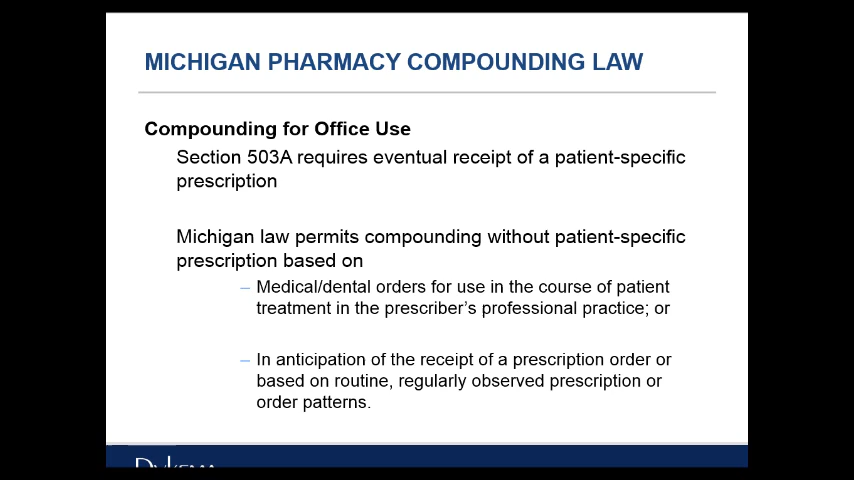 MICHIGAN PHARMACY COMPOUNDING LAW
Compounding for Office Use
Section 503A requires eventual receipt of a patient-specific
prescription
Michigan law permits compounding without patient-specific
prescription based on
– Medical/dental orders for use in the course of patient
treatment in the prescriber’s professional practice; or
– In anticipation of the receipt of a prescription order or
based on routine, regularly observed prescription or
order patterns.
Dykema